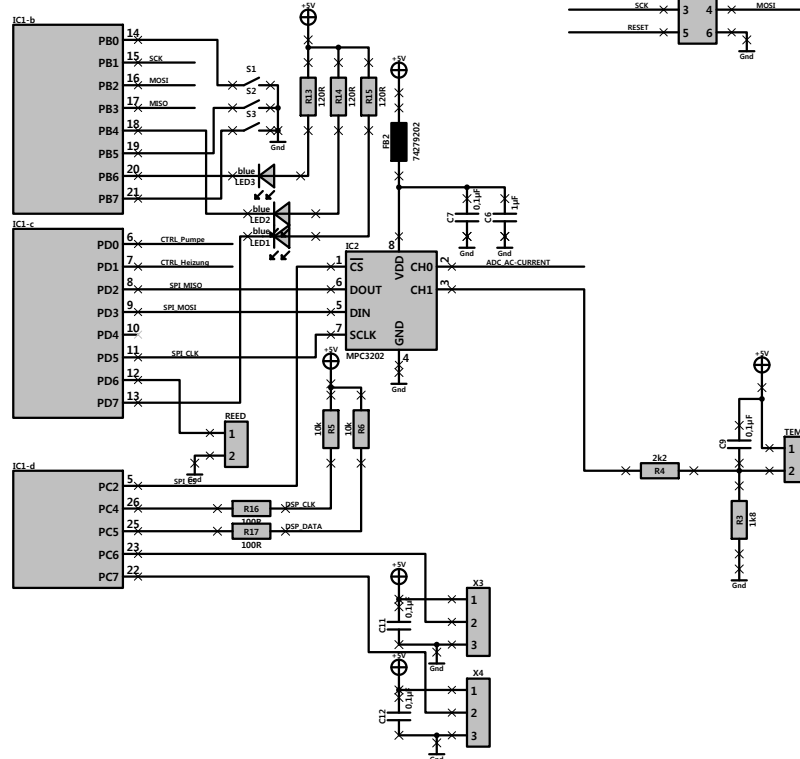 IC1-b
PB0 14
PB1 15 SCK
PB2 16 MOSI
PB3 17 MISO
PB4 18
PB5 19
PB6 20
PB7 21
S1
S2
S3
Gnd
blue
LED3
blue
LED2
blue
LED1
+5V
R13 120R
R14 120R
R15 120R
+5V
FB2 74279202
C7 0,1µF
C6 1µF
Gnd
Gnd
SCK 3 4 MOSI
RESET 5 6
Gnd
IC1-c
PD0 6 CTRL_Pumpe
PD1 7 CTRL_Heizung
PD2 8 SPI_MISO
PD3 9 SPI_MOSI
PD4 10
PD5 11 SPI_CLK
PD6 12
PD7 13
IC2
8
VDD
1 CS CH0 2 ADC_AC-CURRENT
6 DOUT CH1 3
5 DIN
7 SCLK
GND
4
MPC3202
Gnd
+5V
10k R5
10k R6
REED
1
2
Gnd
IC1-d
PC2 5 SPI_CS
PC4 26 R16 DSP_CLK
100R
PC5 25 R17 DSP_DATA
100R
PC6 23
PC7 22
+5V
C11 0,1µF
X3
1
2
3
Gnd
+5V
C12 0,1µF
X4
1
2
3
Gnd
2k2
R4
+5V
C9 0,1µF
TEM
1
2
R3 1k8
Gnd